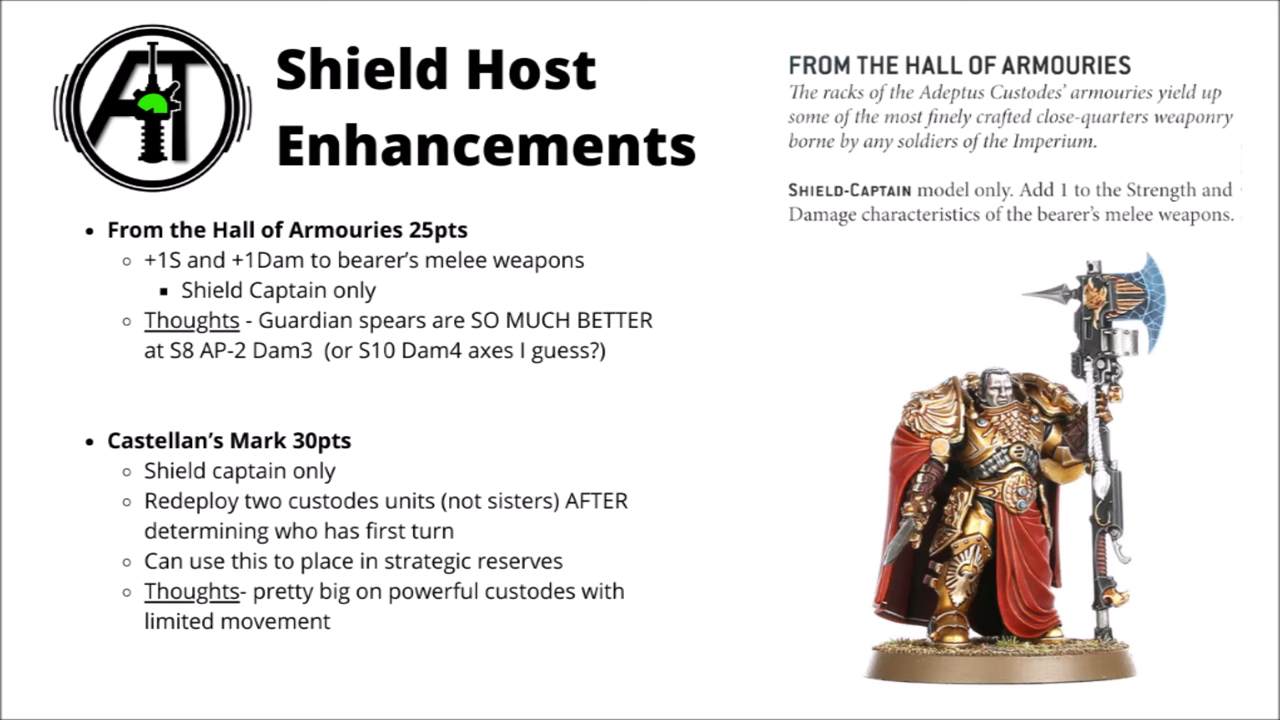 AT
Shield Host
Enhancements
• From the Hall of Armouries 25pts
◦ +1S and +1Dam to bearer's melee weapons
▪ Shield Captain only
◦ Thoughts - Guardian spears are SO MUCH BETTER
at S8 AP-2 Dam3 (or S10 Dam4 axes I guess?)
• Castellan's Mark 30pts
◦ Shield captain only
◦ Redeploy two custodes units (not sisters) AFTER
determining who has first turn
◦ Can use this to place in strategic reserves
◦ Thoughts- pretty big on powerful custodes with
limited movement
FROM THE HALL OF ARMOURIES
The racks of the Adeptus Custodes' armouries yield up
some of the most finely crafted close-quarters weaponry
borne by any soldiers of the Imperium.
SHIELD-CAPTAIN model only. Add 1 to the Strength and
Damage characteristics of the bearer's melee weapons.